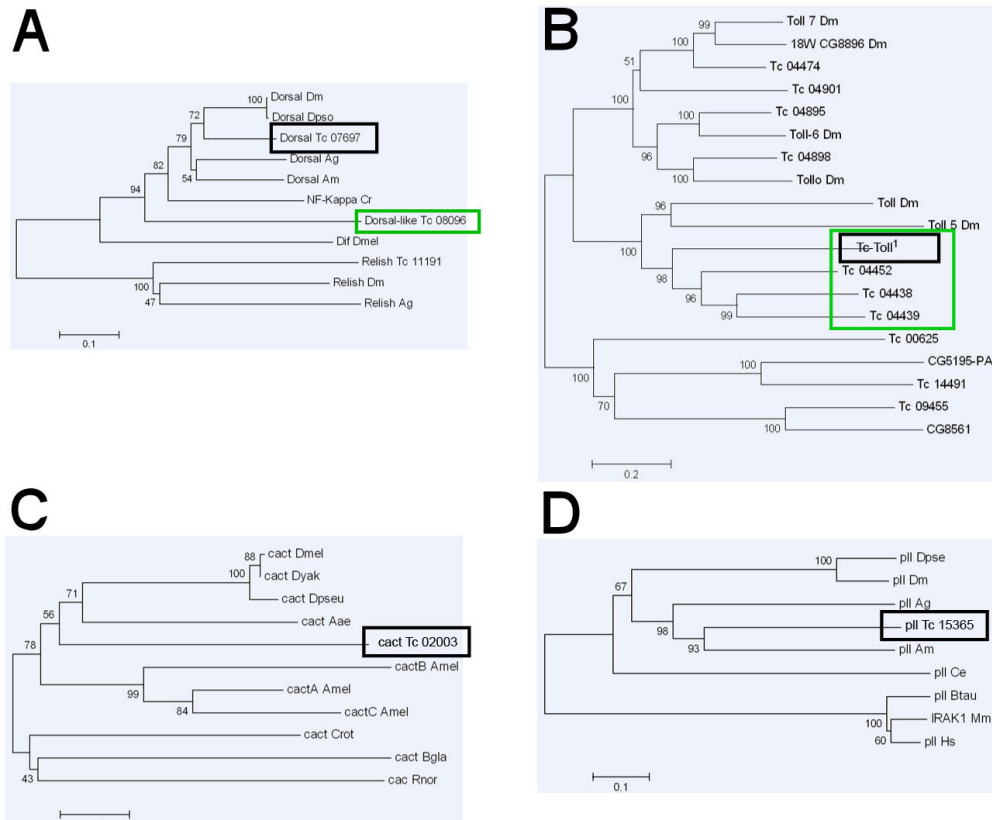 A
100
Dorsal Dm
Dorsal Dpso
72
Dorsal Tc 07697
79
Dorsal Ag
82
54
Dorsal Am
94
NF-Kappa Cr
Dorsal-like Tc 08096
Dif Dmel
Relish Tc 11191
100
Relish Dm
47
Relish Ag
0.1
B
99
Toll 7 Dm
18W CG8896 Dm
100
Tc 04474
51
Tc 04901
100
Tc 04895
100
Toll-6 Dm
96
Tc 04898
100
Tollo Dm
96
Toll Dm
Toll 5 Dm
100
Tc-Toll¹
98
Tc 04452
96
Tc 04438
99
Tc 04439
Tc 00625
100
CG5195-PA
100
Tc 14491
70
Tc 09455
100
CG8561
0.2
C
88
cact Dmel
100
cact Dyak
cact Dpseu
71
cact Aae
56
cact Tc 02003
78
cactB Amel
99
cactA Amel
84
cactC Amel
cact Crot
cact Bgla
43
cac Rnor
D
100
pll Dpse
pll Dm
67
pll Ag
98
pll Tc 15365
93
pll Am
pll Ce
pll Btau
100
IRAK1 Mm
60
pll Hs
0.1